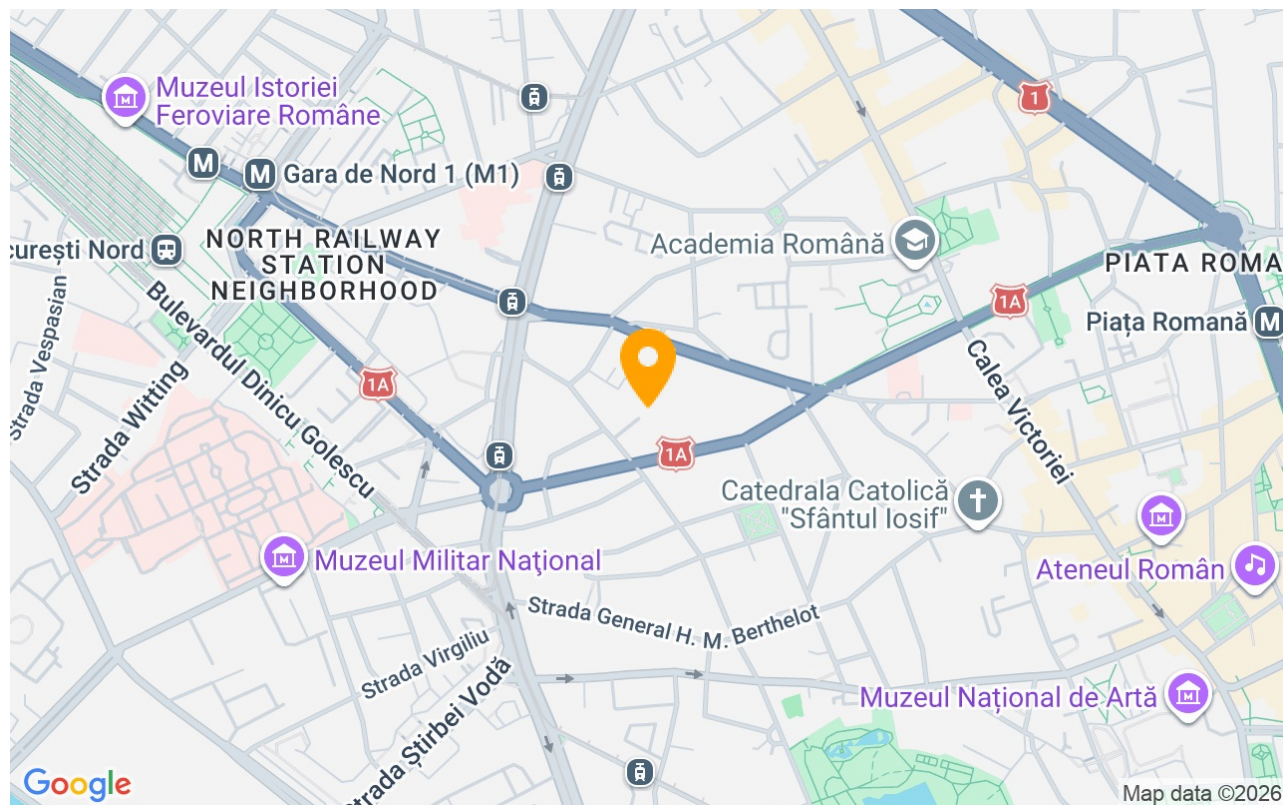 Muzeul Istoriei
Feroviare Române
1
M
M
Gara de Nord 1 (M1)
Academia Română
curești Nord
NORTH RAILWAY
STATION
NEIGHBORHOOD
PIATA ROMA
1A
Piața Romană
M
Strada Vespasian
Strada Witting
Bulevardul Dinicu Golescu
1A
Calea Victoriei
1A
Catedrala Catolică
"Sfântul Iosif"
Muzeul Militar Naţional
Ateneul Român
Strada General H. M. Berthelot
Strada Virgiliu
Strada Știrbei Vodă
Muzeul Național de Artă
Google
Map data ©2026